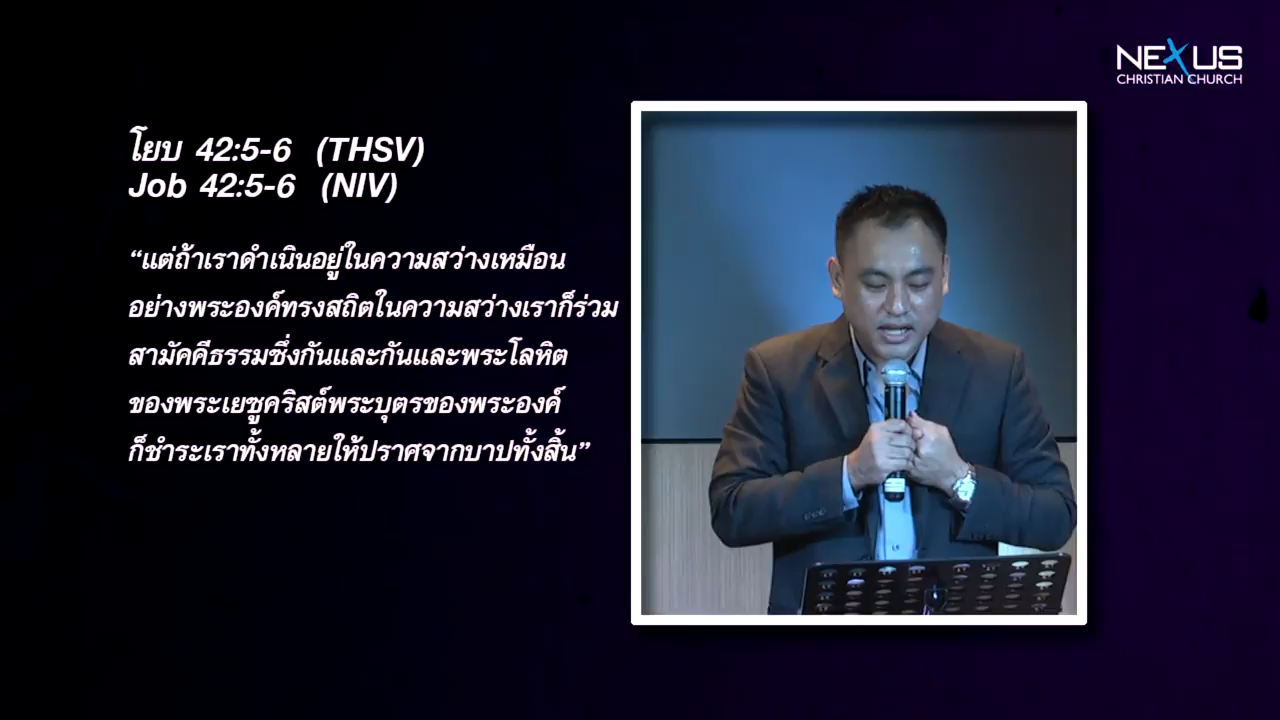 NEXUS
CHRISTIAN CHURCH
โยบ 42:5-6 (THSV)
Job 42:5-6 (NIV)
“แต่ถ้าเราดำเนินอยู่ในความสว่างเหมือน
อย่างพระองค์ทรงสถิตในความสว่างเราก็ร่วม
สามัคคีธรรมซึ่งกันและกันและพระโลหิต
ของพระเยซูคริสต์พระบุตรของพระองค์
ก็ชำระเราทั้งหลายให้ปราศจากบาปทั้งสิ้น”